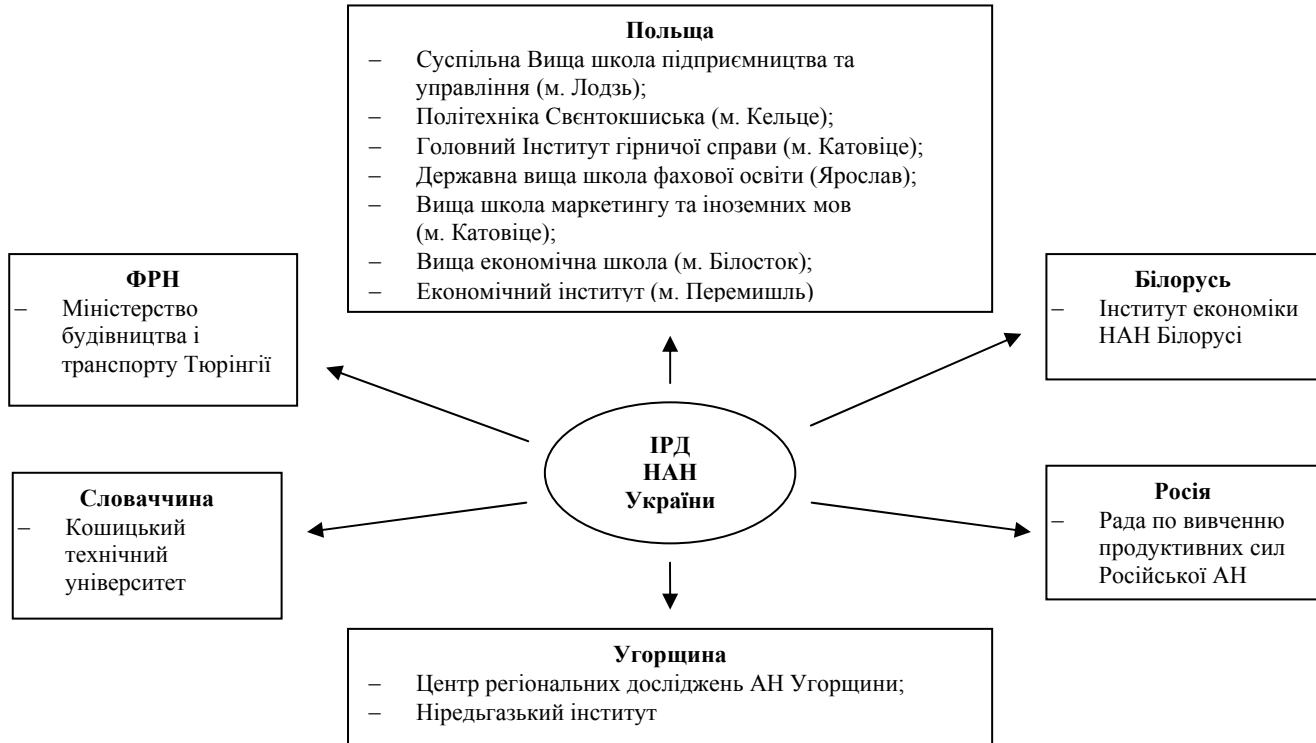 Польща
– Суспільна Вища школа підприємництва та
управління (м. Лодзь);
– Політехніка Свєнтокшиська (м. Кельце);
– Головний Інститут гірничої справи (м. Катовіце);
– Державна вища школа фахової освіти (Ярослав);
– Вища школа маркетингу та іноземних мов
(м. Катовіце);
– Вища економічна школа (м. Білосток);
– Економічний інститут (м. Перемишль)
ФРН
– Міністерство
будівництва і
транспорту Тюрінгії
Білорусь
– Інститут економіки
НАН Білорусі
ІРД
НАН
України
Словаччина
– Кошицький
технічний
університет
Росія
– Рада по вивченню
продуктивних сил
Російської АН
Угорщина
– Центр регіональних досліджень АН Угорщини;
– Ніредьгазький інститут